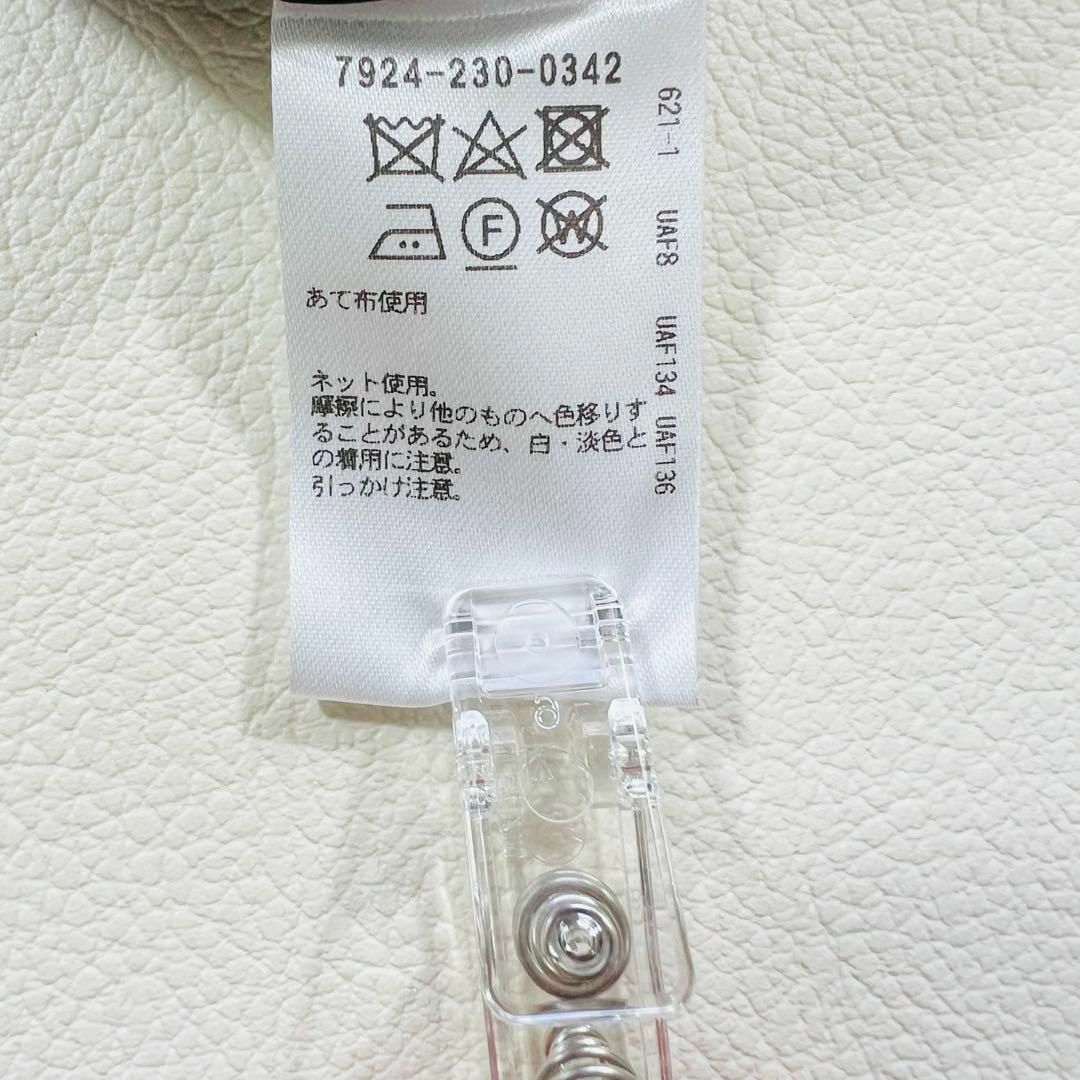 7924-230-0342
F
W
あて布使用
ネット使用。
摩擦により他のものへ色移りす
ることがあるため、白・淡色と
の着用に注意。
引っかけ注意。
621-1 UAF8 UAF134 UAF136
6